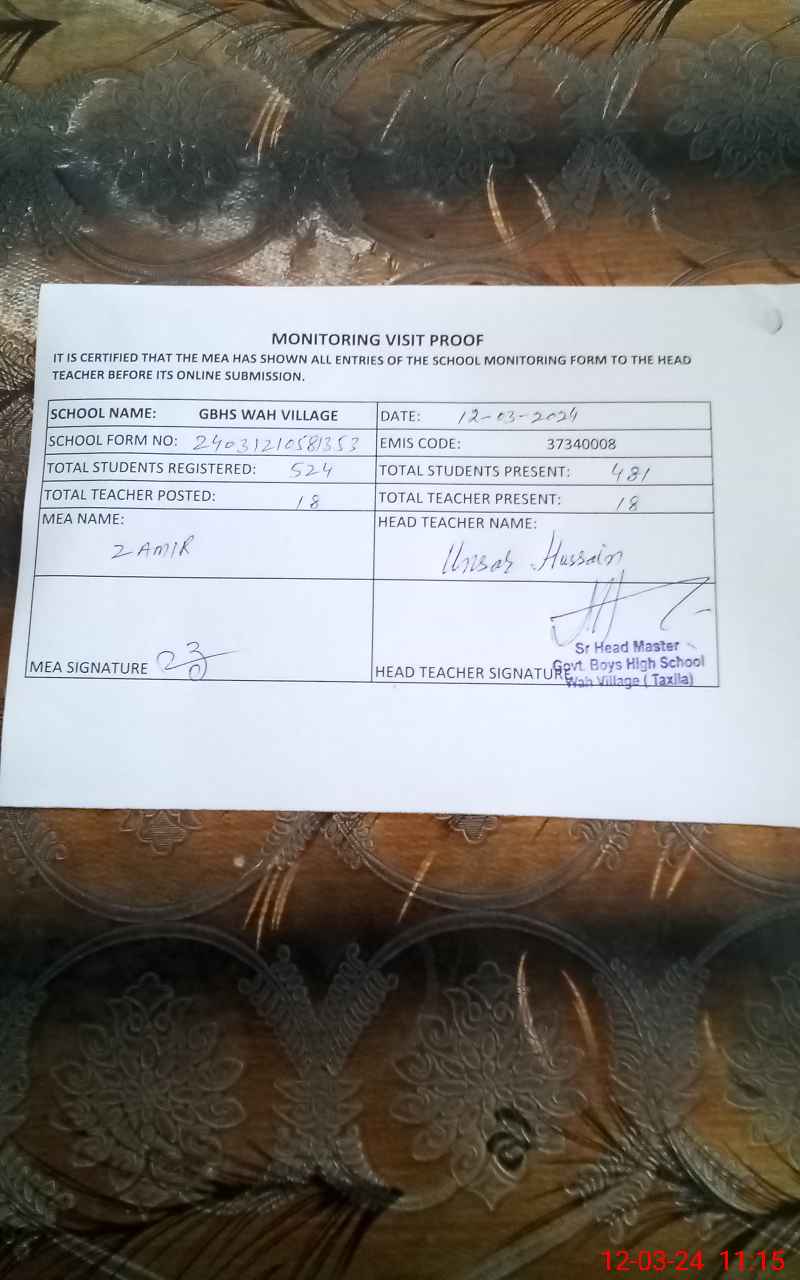 MONITORING VISIT PROOF
IT IS CERTIFIED THAT THE MEA HAS SHOWN ALL ENTRIES OF THE SCHOOL MONITORING FORM TO THE HEAD
TEACHER BEFORE ITS ONLINE SUBMISSION.
SCHOOL NAME: GBHS WAH VILLAGE DATE: 12-03-2024
SCHOOL FORM NO: 24031210581353 EMIS CODE: 37340008
TOTAL STUDENTS REGISTERED: 524 TOTAL STUDENTS PRESENT: 481
TOTAL TEACHER POSTED: 18 TOTAL TEACHER PRESENT: 18
MEA NAME: HEAD TEACHER NAME:
ZAMIR Unsar Hussain
Sr Head Master
Govt. Boys High School
MEA SIGNATURE HEAD TEACHER SIGNATURE
Wah Village ( Taxila)
12-03-24 11:15